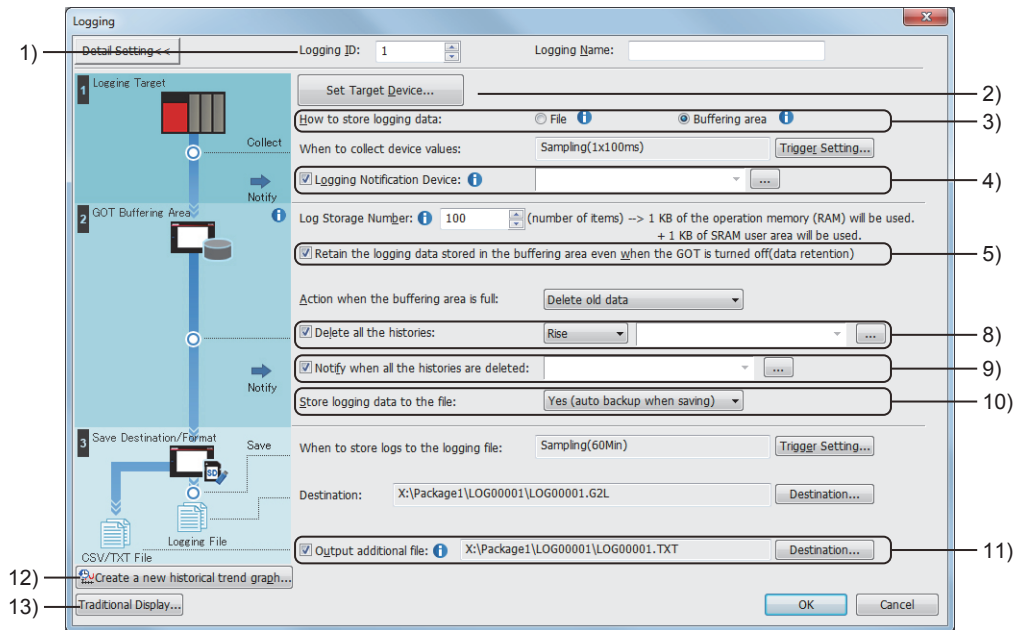 Logging
1)
Detail Setting<<
Logging ID: 1
Logging Name:
1 Logging Target
Set Target Device...
2)
How to store logging data: File Buffering area
3)
Collect
When to collect device values: Sampling(1x100ms) Trigger Setting...
Logging Notification Device: ...
4)
Notify
2 GOT Buffering Area
Log Storage Number: 100 (number of items) --> 1 KB of the operation memory (RAM) will be used.
+ 1 KB of SRAM user area will be used.
Retain the logging data stored in the buffering area even when the GOT is turned off(data retention)
5)
Action when the buffering area is full: Delete old data
Delete all the histories: Rise ...
8)
Notify when all the histories are deleted: ...
9)
Notify
Store logging data to the file: Yes (auto backup when saving)
10)
3 Save Destination/Format
Save
When to store logs to the logging file: Sampling(60Min) Trigger Setting...
SD
Destination: X:\Package1\LOG00001\LOG00001.G2L Destination...
Logging File
CSV/TXT File
Output additional file: X:\Package1\LOG00001\LOG00001.TXT Destination...
11)
12)
Create a new historical trend graph...
13)
Traditional Display...
OK
Cancel